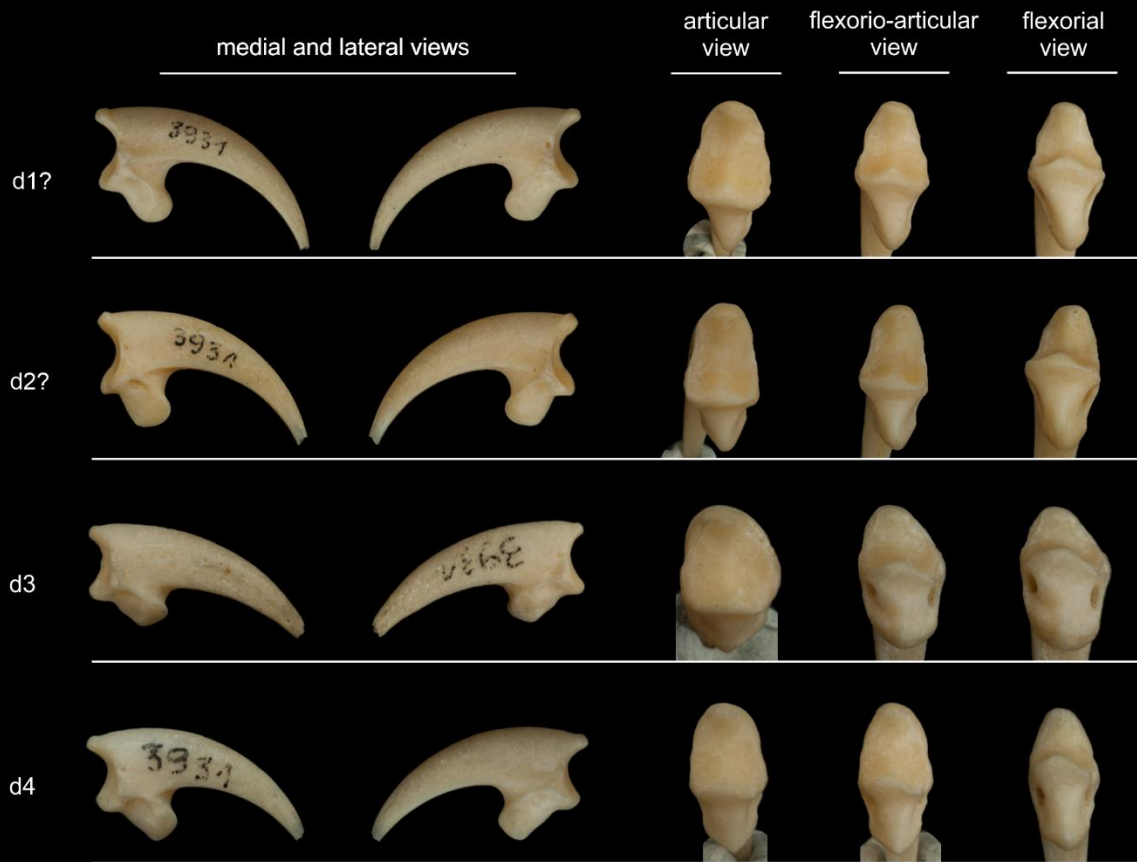 medial and lateral views
articular
view
flexorio-articular
view
flexorial
view
d1?
3931
d2?
3931
d3
3931
d4
3931